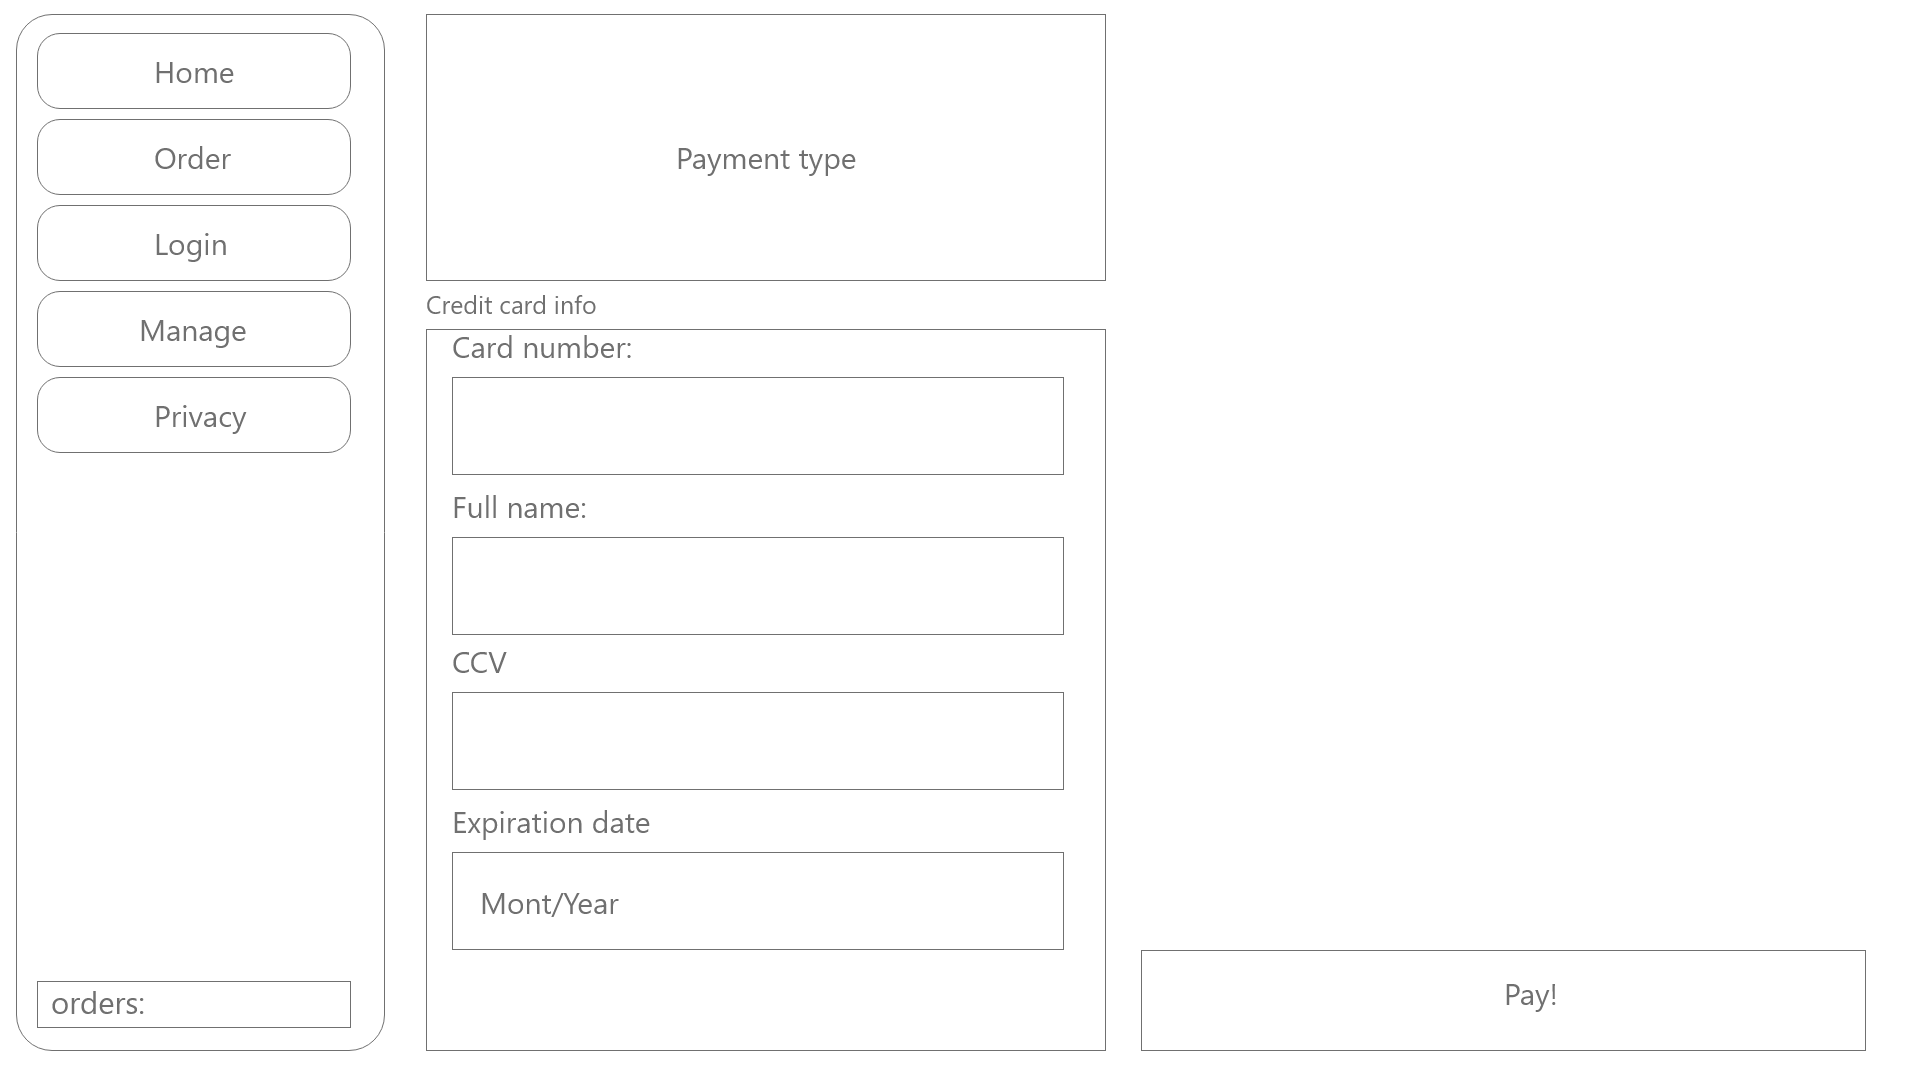 Home
Order
Login
Manage
Privacy
orders:
Payment type
Credit card info
Card number:
Full name:
CCV
Expiration date
Mont/Year
Pay!